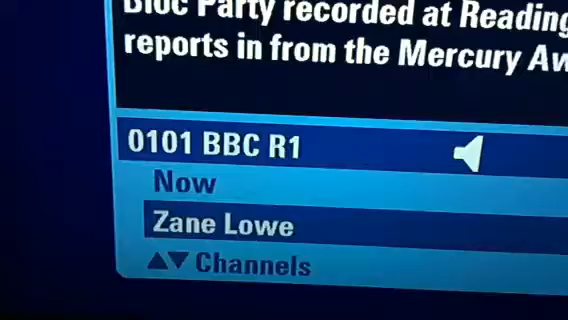 Bloc Party recorded at Reading
reports in from the Mercury
0101 BBC R1
Now
Zane Lowe
▲▼ Channels